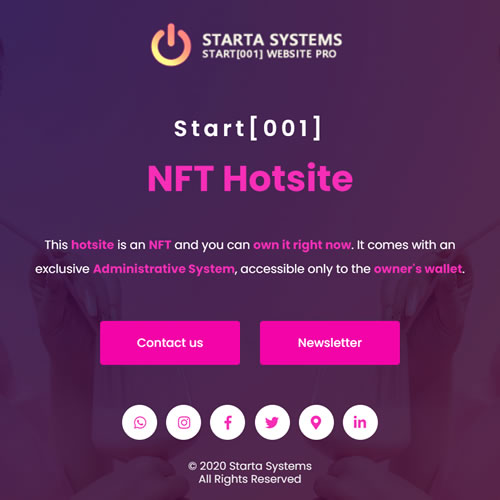 STARTA SYSTEMS
START[001] WEBSITE PRO
Start[001]
NFT Hotsite
This hotsite is an NFT and you can own it right now. It comes with an
exclusive Administrative System, accessible only to the owner's wallet.
Contact us
Newsletter
© 2020 Starta Systems
All Rights Reserved